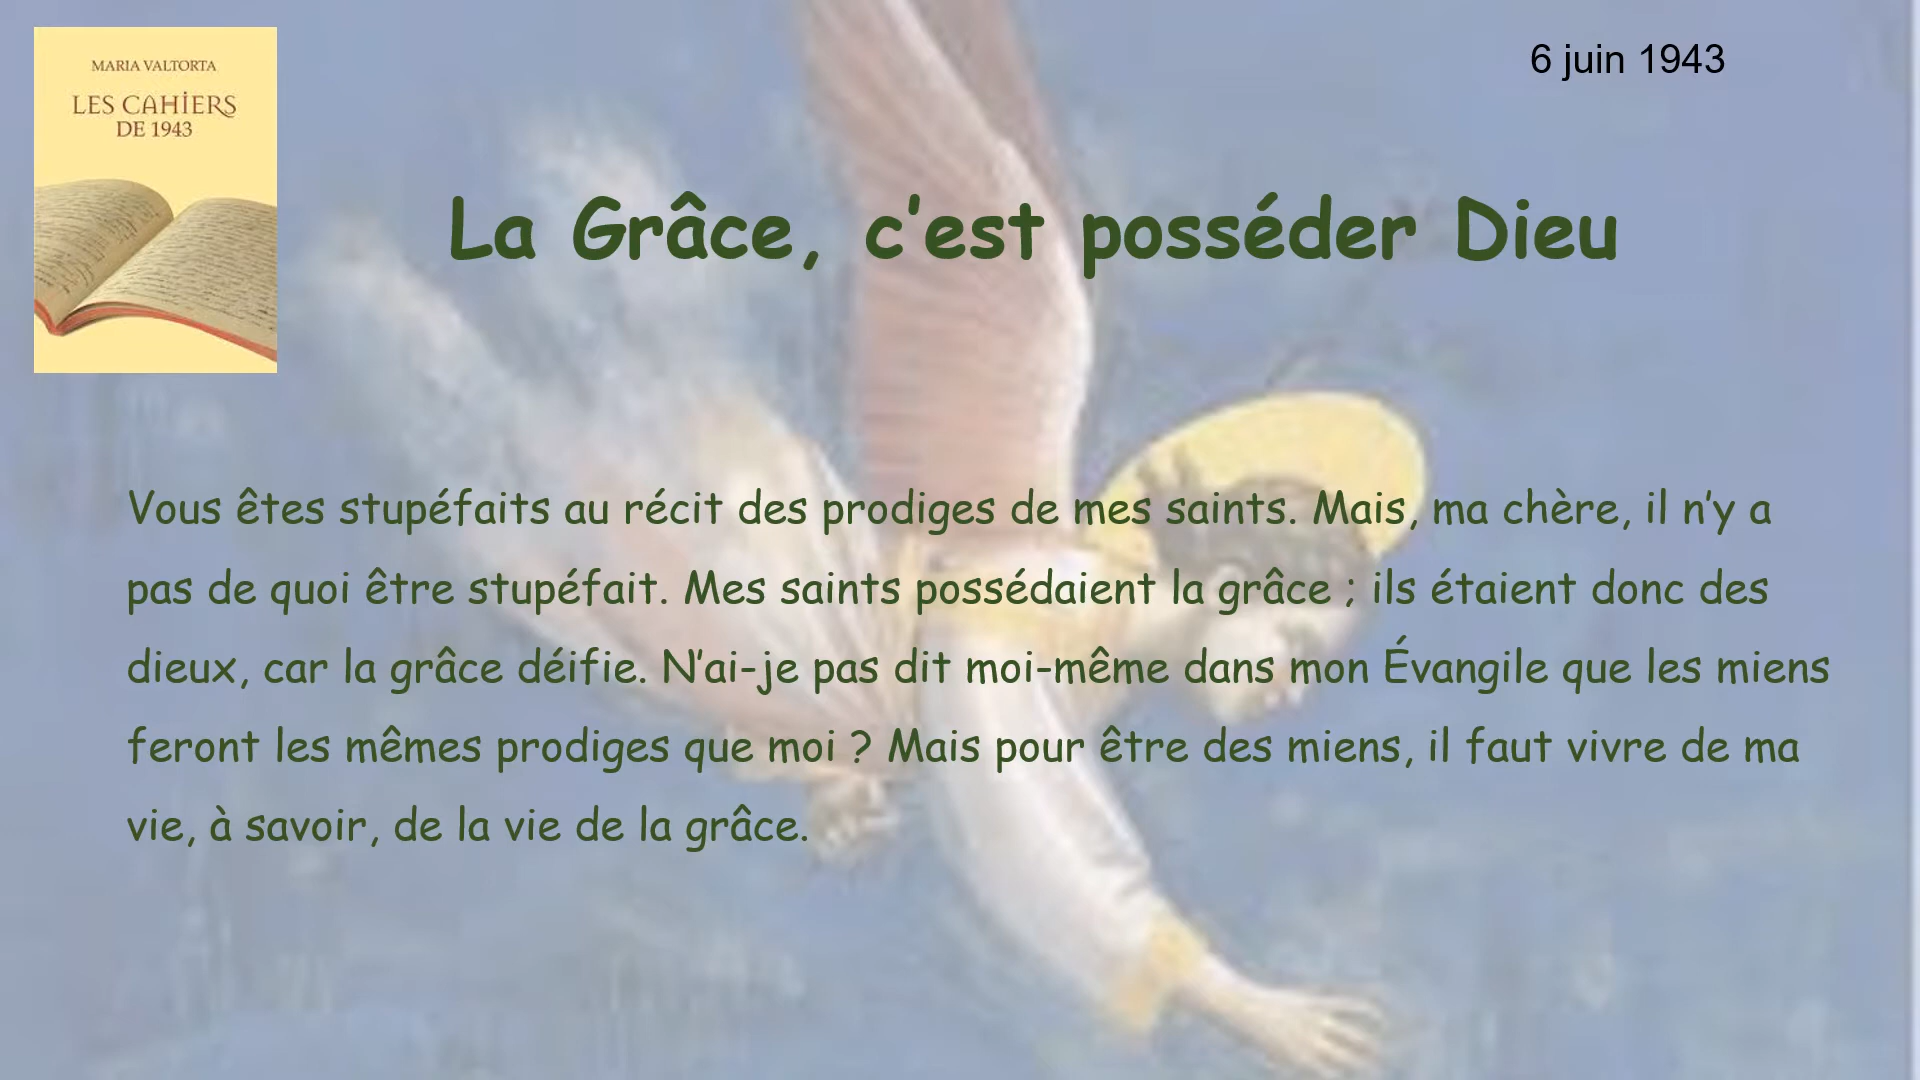 MARIA VALTORTA
LES CAHIERS
DE 1943
6 juin 1943
La Grâce, c’est posséder Dieu
Vous êtes stupéfaits au récit des prodiges de mes saints. Mais, ma chère, il n’y a
pas de quoi être stupéfait. Mes saints possédaient la grâce ; ils étaient donc des
dieux, car la grâce déifie. N’ai-je pas dit moi-même dans mon Évangile que les miens
feront les mêmes prodiges que moi ? Mais pour être des miens, il faut vivre de ma
vie, à savoir, de la vie de la grâce.